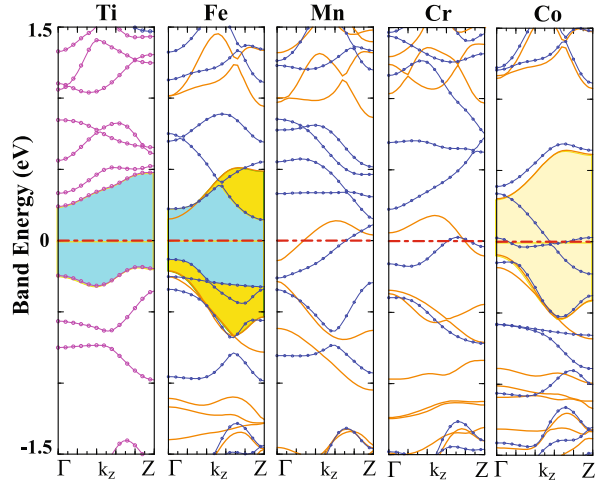 Ti Fe Mn Cr Co
1.5
Band Energy (eV)
0
-1.5
Γ kz Z Γ kz Z Γ kz Z Γ kz Z Γ kz Z